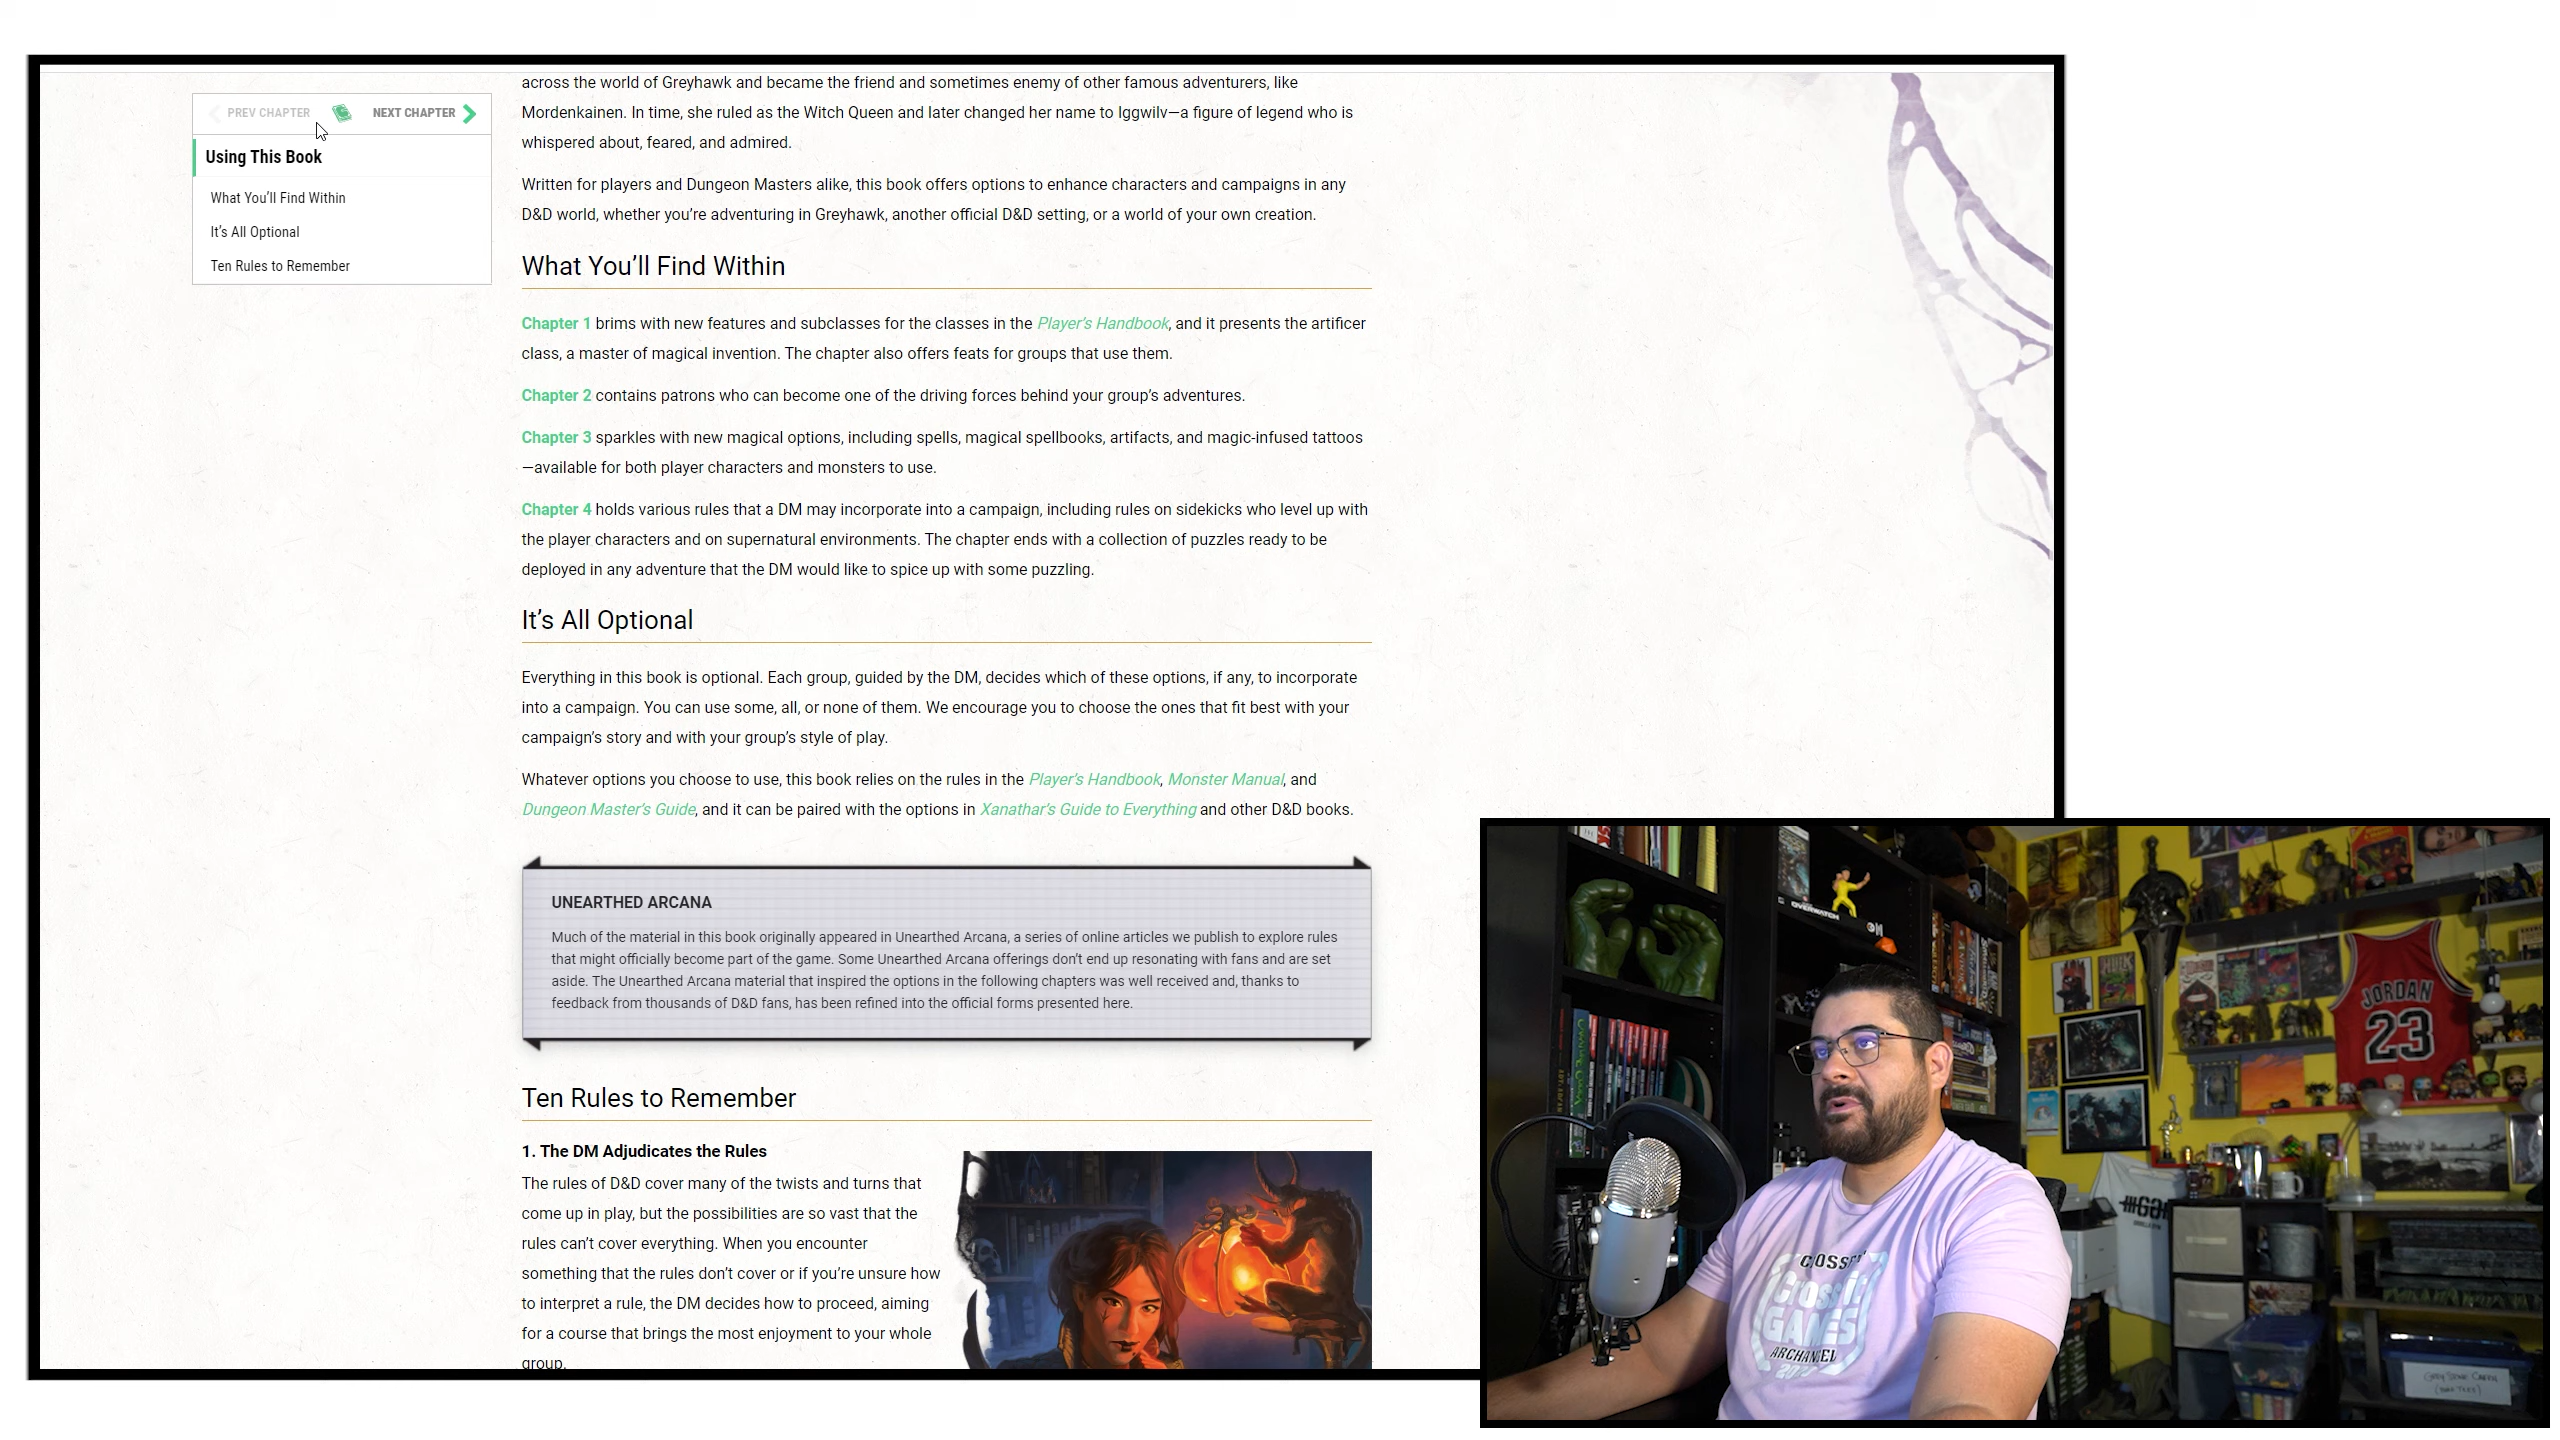 PREV CHAPTER
NEXT CHAPTER
Using This Book
What You’ll Find Within
It’s All Optional
Ten Rules to Remember
across the world of Greyhawk and became the friend and sometimes enemy of other famous adventurers, like
Mordenkainen. In time, she ruled as the Witch Queen and later changed her name to Iggwilv—a figure of legend who is
whispered about, feared, and admired.
Written for players and Dungeon Masters alike, this book offers options to enhance characters and campaigns in any
D&D world, whether you’re adventuring in Greyhawk, another official D&D setting, or a world of your own creation.
What You’ll Find Within
Chapter 1 brims with new features and subclasses for the classes in the Player’s Handbook, and it presents the artificer
class, a master of magical invention. The chapter also offers feats for groups that use them.
Chapter 2 contains patrons who can become one of the driving forces behind your group’s adventures.
Chapter 3 sparkles with new magical options, including spells, magical spellbooks, artifacts, and magic-infused tattoos
—available for both player characters and monsters to use.
Chapter 4 holds various rules that a DM may incorporate into a campaign, including rules on sidekicks who level up with
the player characters and on supernatural environments. The chapter ends with a collection of puzzles ready to be
deployed in any adventure that the DM would like to spice up with some puzzling.
It’s All Optional
Everything in this book is optional. Each group, guided by the DM, decides which of these options, if any, to incorporate
into a campaign. You can use some, all, or none of them. We encourage you to choose the ones that fit best with your
campaign’s story and with your group’s style of play.
Whatever options you choose to use, this book relies on the rules in the Player’s Handbook, Monster Manual, and
Dungeon Master’s Guide, and it can be paired with the options in Xanathar’s Guide to Everything and other D&D books.
UNEARTHED ARCANA
Much of the material in this book originally appeared in Unearthed Arcana, a series of online articles we publish to explore rules
that might officially become part of the game. Some Unearthed Arcana offerings don’t end up resonating with fans and are set
aside. The Unearthed Arcana material that inspired the options in the following chapters was well received and, thanks to
feedback from thousands of D&D fans, has been refined into the official forms presented here.
Ten Rules to Remember
1. The DM Adjudicates the Rules
The rules of D&D cover many of the twists and turns that
come up in play, but the possibilities are so vast that the
rules can’t cover everything. When you encounter
something that the rules don’t cover or if you’re unsure how
to interpret a rule, the DM decides how to proceed, aiming
for a course that brings the most enjoyment to your whole
group.
OVERWATCH
JORDAN
23
CrossFit
GAMES
ARCHANGEL